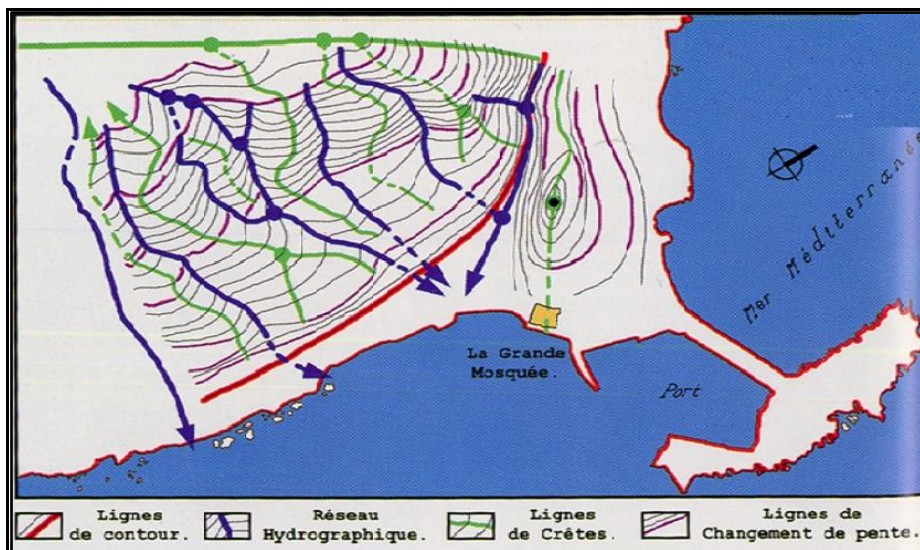 Mer Méditerranée
La Grande
Mosquée.
Port
Lignes
de contour.
Réseau
Hydrographique.
Lignes
de Crêtes.
Lignes de
Changement de pente.